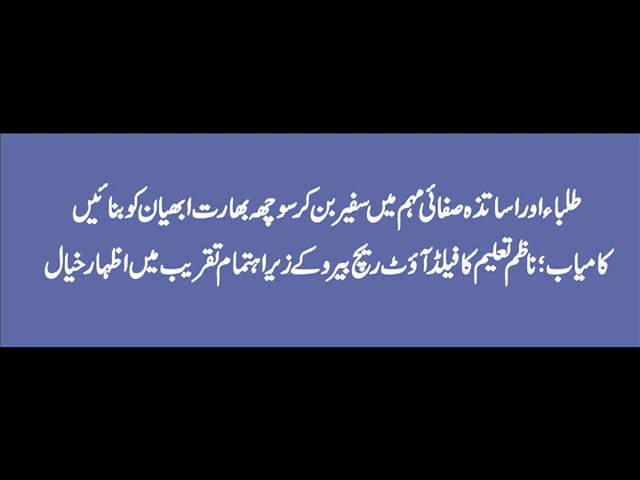 طلباء اور اساتذہ صفائی مہم میں سفیر بن کر سوچھ بھارت ابھیان کو بنائیں
کامیاب؛ ناظم تعلیم کا فیلڈ آؤٹ ریچ بیرو کے زیر اہتمام تقریب میں اظہار خیال